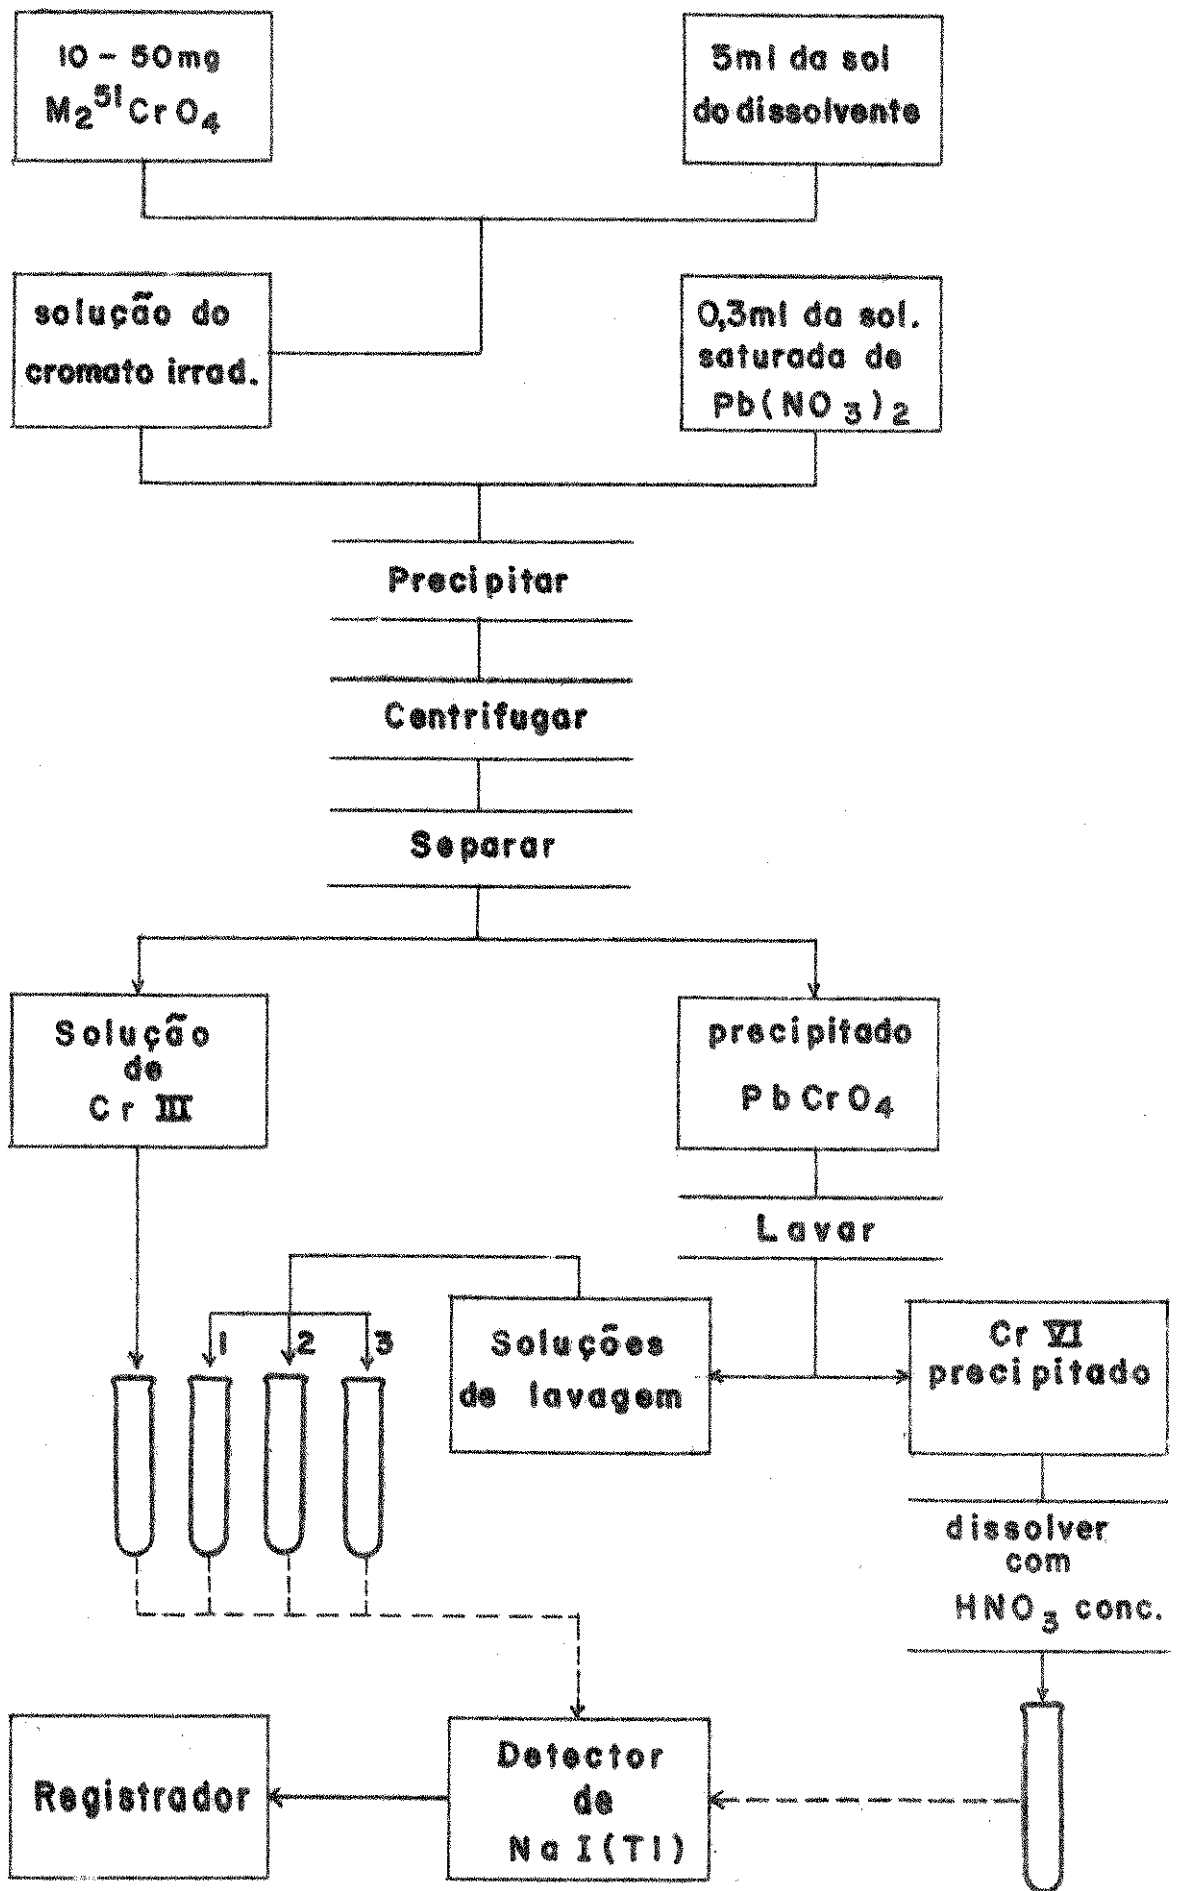 10 - 50mg
M₂⁵¹CrO₄
5ml da sol
do dissolvente
solução do
cromato irrad.
0,3ml da sol.
saturada de
Pb(NO₃)₂
Precipitar
Centrifugar
Separar
Solução
de
Cr III
precipitado
PbCrO₄
Lavar
1 2 3
Soluções
de lavagem
Cr VI
precipitado
dissolver
com
HNO₃ conc.
Registrador
Detector
de
NaI(Tl)